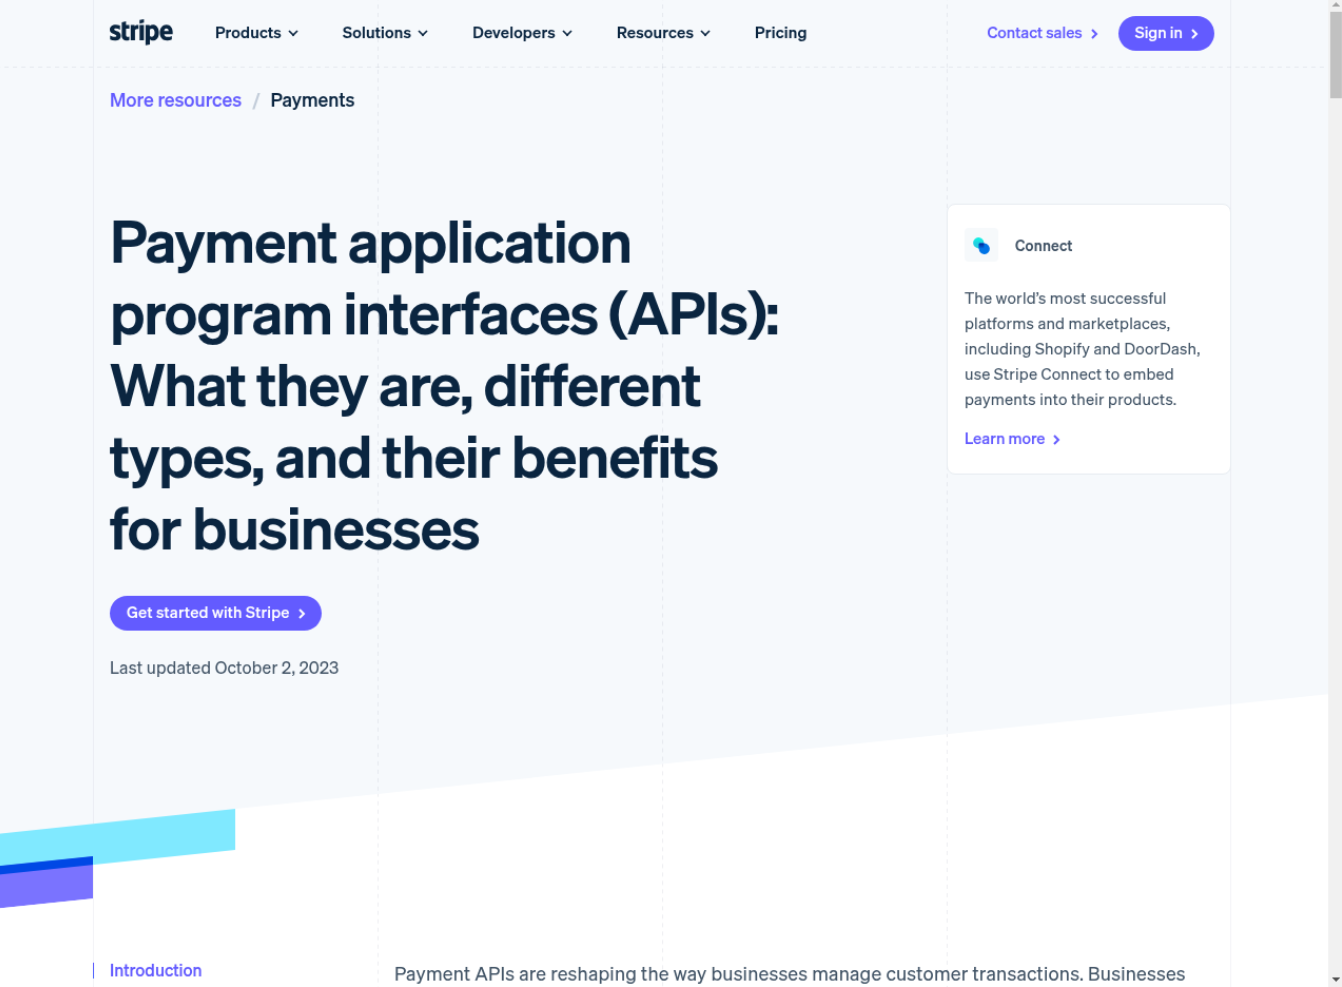 stripe
Products
Solutions
Developers
Resources
Pricing
Contact sales
Sign in
More resources / Payments
Payment application
program interfaces (APIs):
What they are, different
types, and their benefits
for businesses
Get started with Stripe
Last updated October 2, 2023
Connect
The world's most successful
platforms and marketplaces,
including Shopify and DoorDash,
use Stripe Connect to embed
payments into their products.
Learn more
Introduction
Payment APIs are reshaping the way businesses manage customer transactions. Businesses